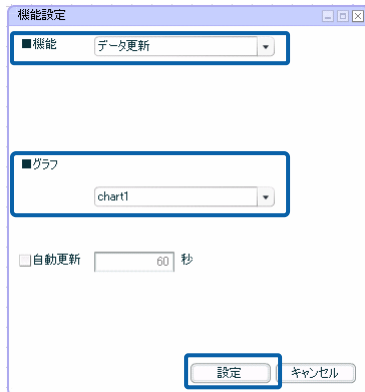 機能設定
■機能 データ更新
■グラフ
chart1
自動更新 60 秒
設定 キャンセル